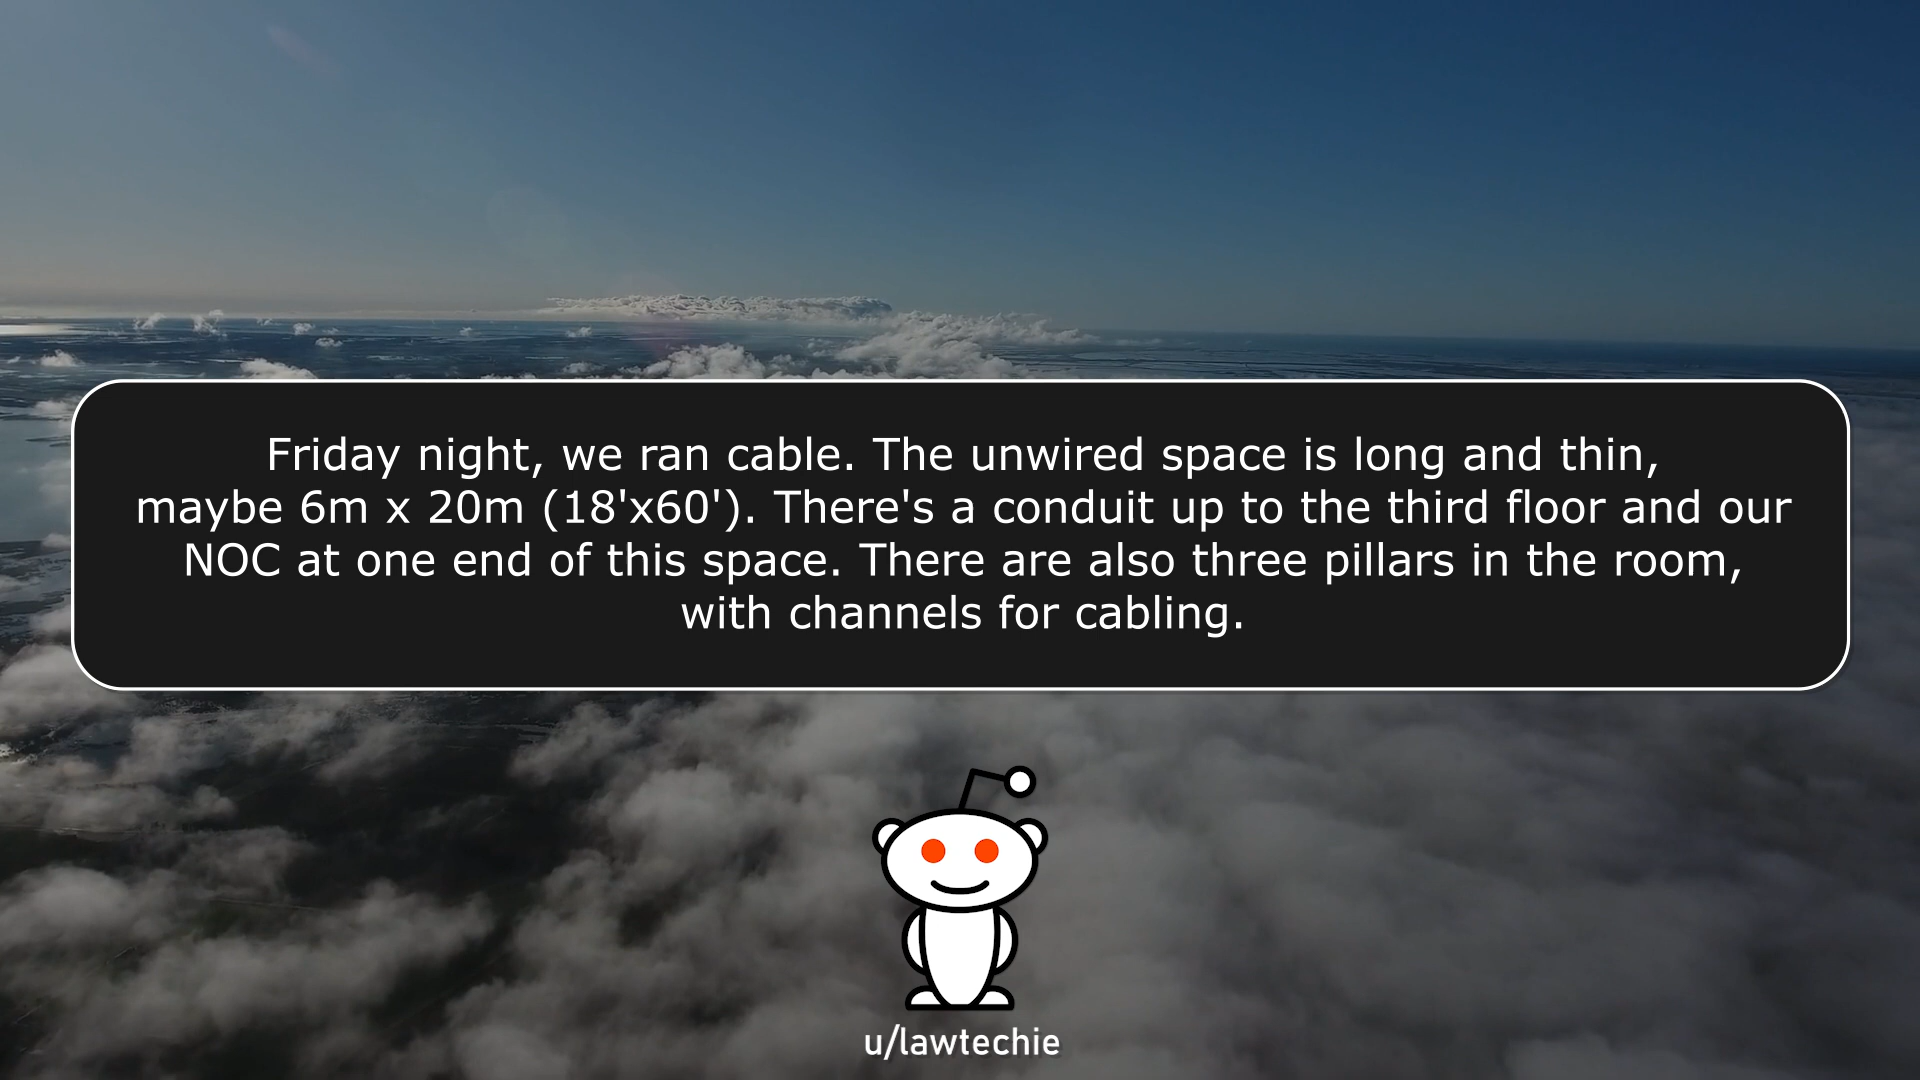 Friday night, we ran cable. The unwired space is long and thin,
maybe 6m x 20m (18'x60'). There's a conduit up to the third floor and our
NOC at one end of this space. There are also three pillars in the room,
with channels for cabling.
u/lawtechie